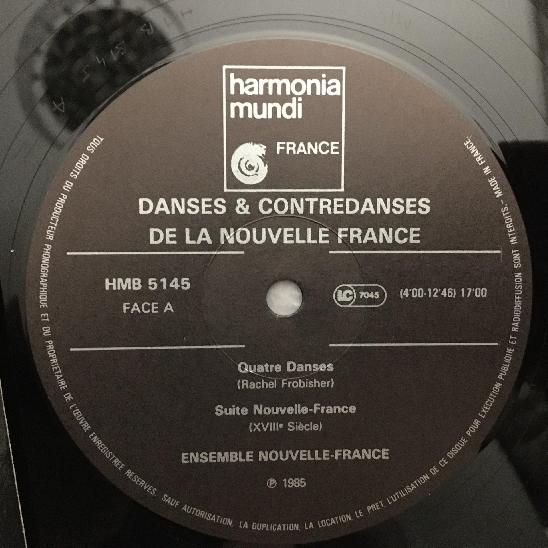 harmonia
mundi
FRANCE
DANSES & CONTREDANSES
DE LA NOUVELLE FRANCE
HMB 5145
FACE A
LC 7045
(4'00-12'46) 17'00
Quatre Danses
(Rachel Frobisher)
Suite Nouvelle-France
(XVIIIe Siècle)
ENSEMBLE NOUVELLE-FRANCE
℗ 1985
TOUS DROITS DU PRODUCTEUR PHONOGRAPHIQUE ET DU PROPRIETAIRE DE L'ŒUVRE ENREGISTREE RESERVES. SAUF AUTORISATION, LA DUPLICATION, LA LOCATION, LE PRET, L'UTILISATION DE CE DISQUE POUR EXECUTION PUBLIQUE ET RADIODIFFUSION SONT INTERDITS. - MADE IN FRANCE.